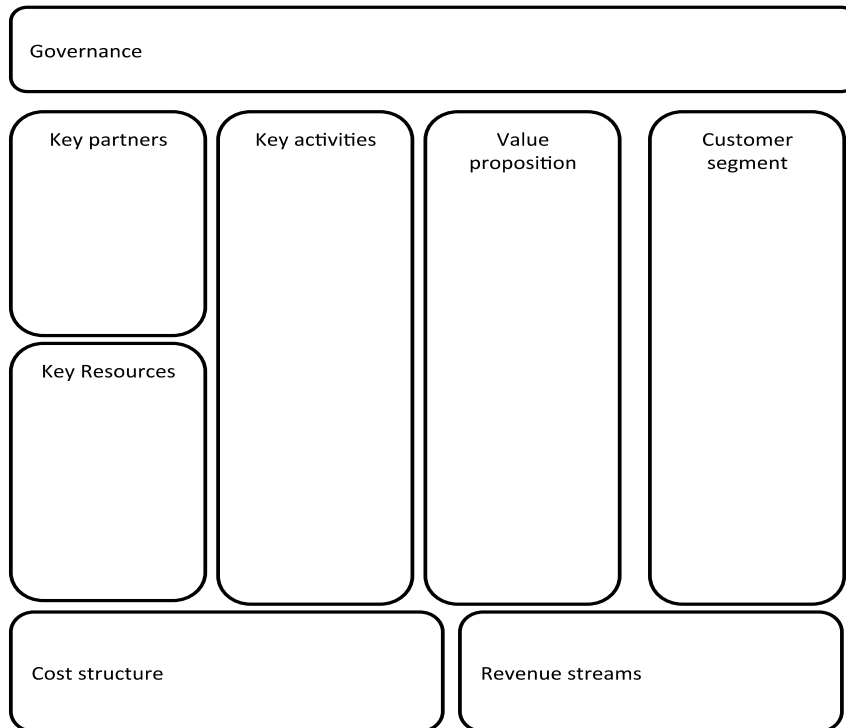 Governance
Key partners
Key activities
Value
proposition
Customer
segment
Key Resources
Cost structure
Revenue streams